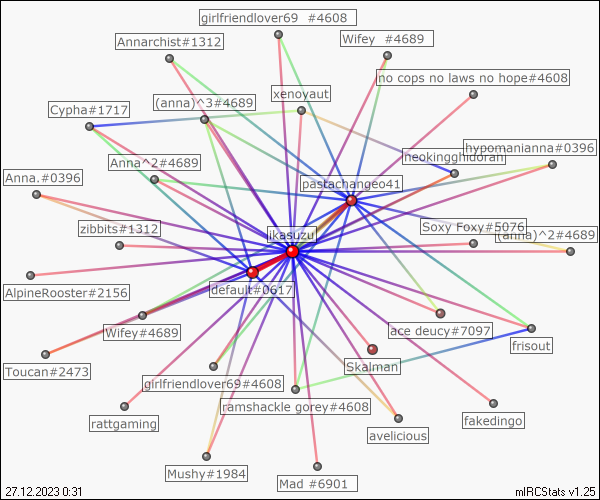 girlfriendlover69 #4608
Annarchist#1312
Wifey #4689
no cops no laws no hope#4608
xenoyaut
(anna)^3#4689
Cypha#1717
hypomanianna#0396
heokingghidorah
Anna^2#4689
Anna.#0396
pastachange041
Soxy Foxy#5076
zibbits#1312
jkasuzu
(anna)^2#4689
AlpineRooster#2156
default#0617
Wifey#4689
ace deucy#7097
frisout
Toucan#2473
Skalman
girlfriendlover69#4608
ramshackle gorey#4608
rattgaming
fakedingo
avelicious
Mushy#1984
Mad #6901
27.12.2023 0:31
mIRCStats v1.25